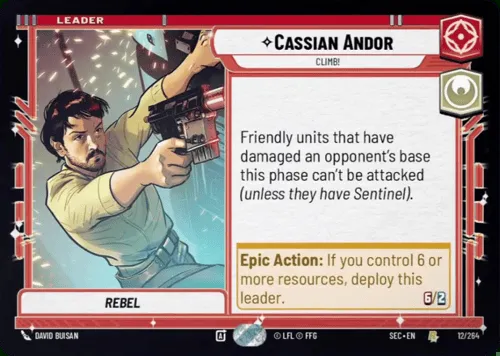 LEADER
✧CASSIAN ANDOR
CLIMB!
Friendly units that have
damaged an opponent's base
this phase can't be attacked
(unless they have Sentinel).
Epic Action: If you control 6 or
more resources, deploy this
leader.
6/2
REBEL
DAVID BUISAN
© LFL © FFG
SEC • EN
12/264